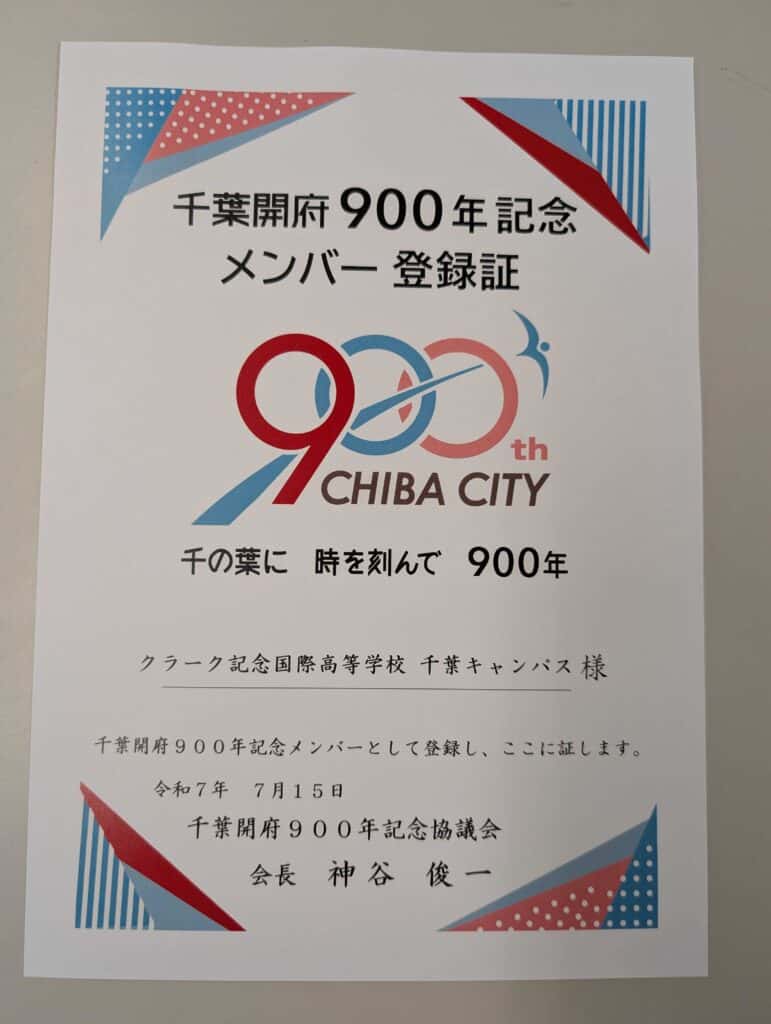 千葉開府 900 年記念
メンバー 登録証
900th
CHIBA CITY
千の葉に 時を刻んで 900年
クラーク記念国際高等学校 千葉キャンパス 様
千葉開府９００年記念メンバーとして登録し、ここに証します。
令和７年 ７月１５日
千葉開府９００年記念協議会
会長 神谷 俊一